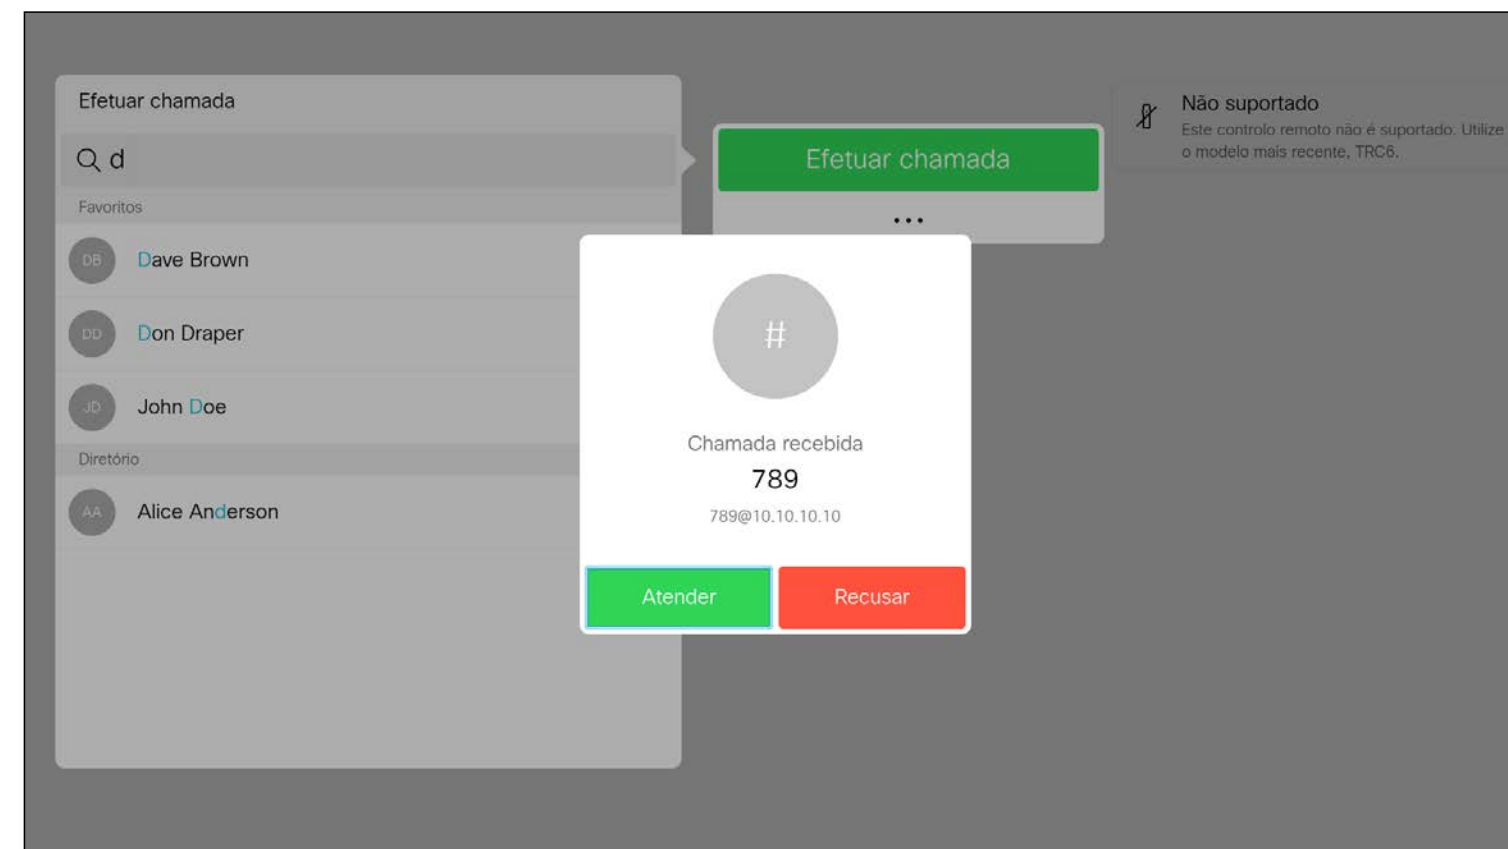 Efetuar chamada
d
Favoritos
DB
Dave Brown
DD
Don Draper
JD
John Doe
Diretório
AA
Alice Anderson
Efetuar chamada
...
Não suportado
Este controlo remoto não é suportado. Utilize
o modelo mais recente, TRC6.
#
Chamada recebida
789
789@10.10.10.10
Atender
Recusar